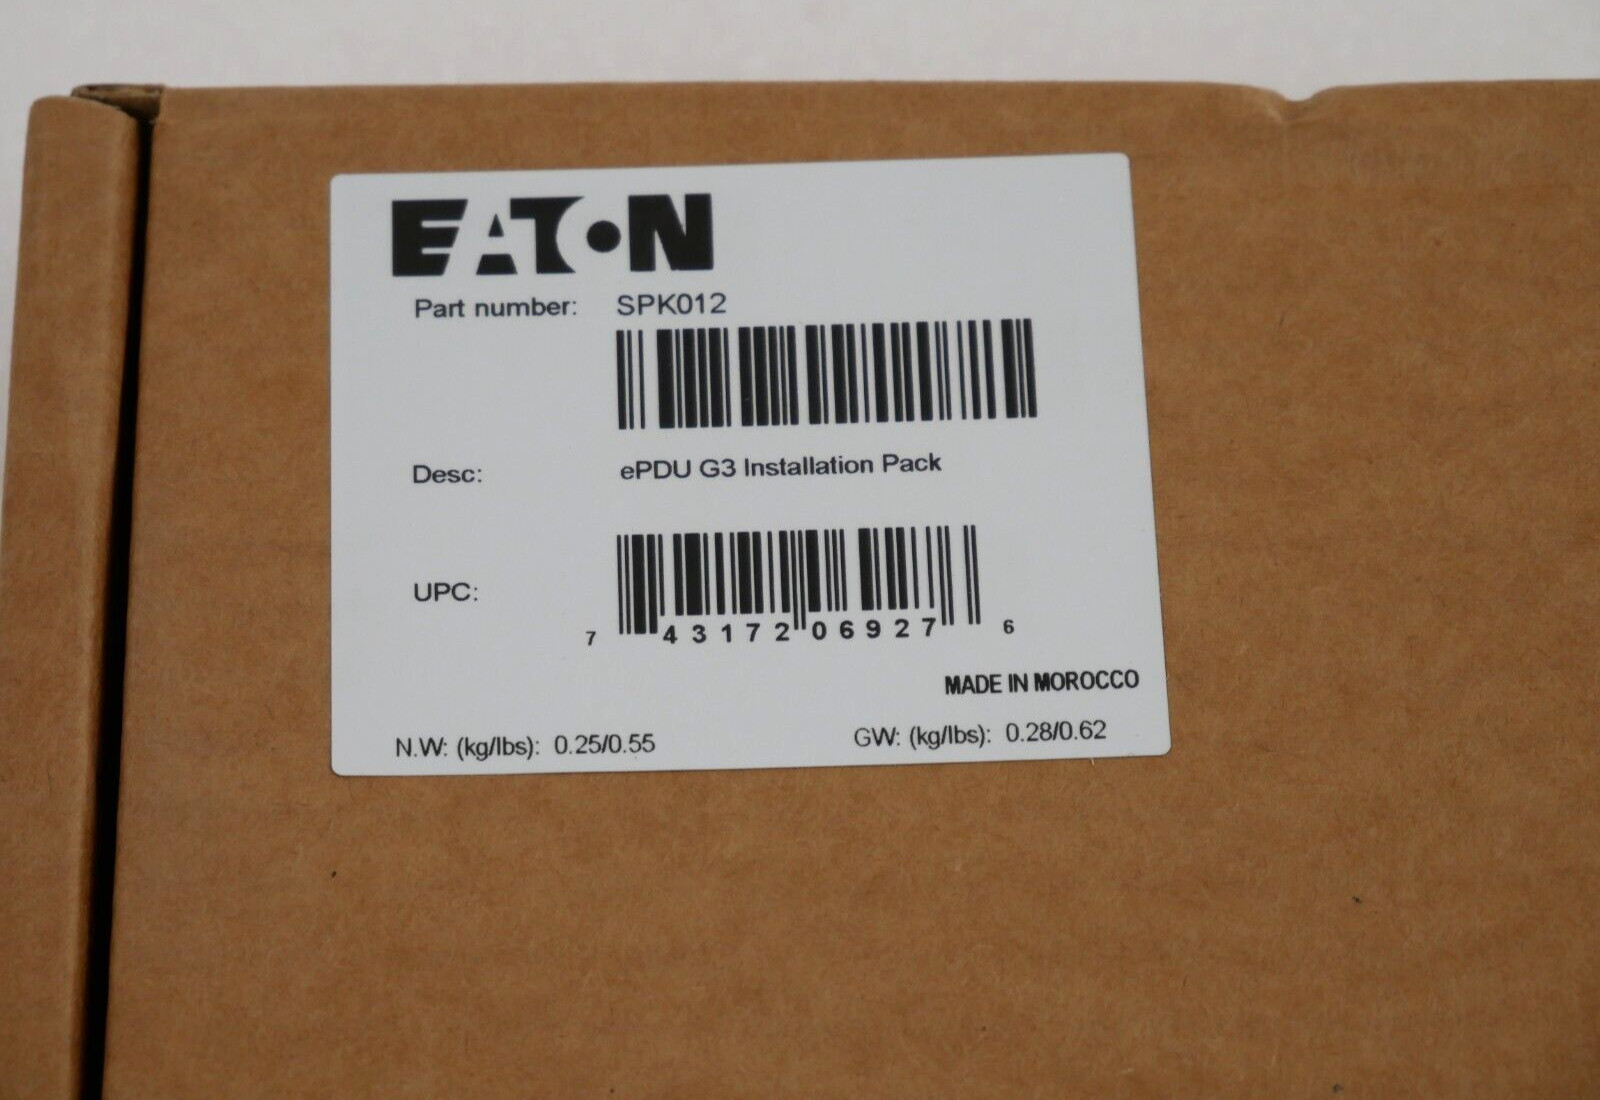 EATON
Part number: SPK012
Desc: ePDU G3 Installation Pack
UPC:
7 43172 06927 6
MADE IN MOROCCO
N.W: (kg/lbs): 0.25/0.55 GW: (kg/lbs): 0.28/0.62